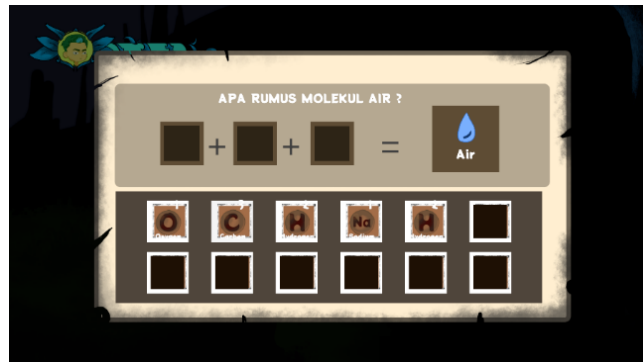 APA RUMUS MOLEKUL AIR ?
+ + =
Air
O C H Na H